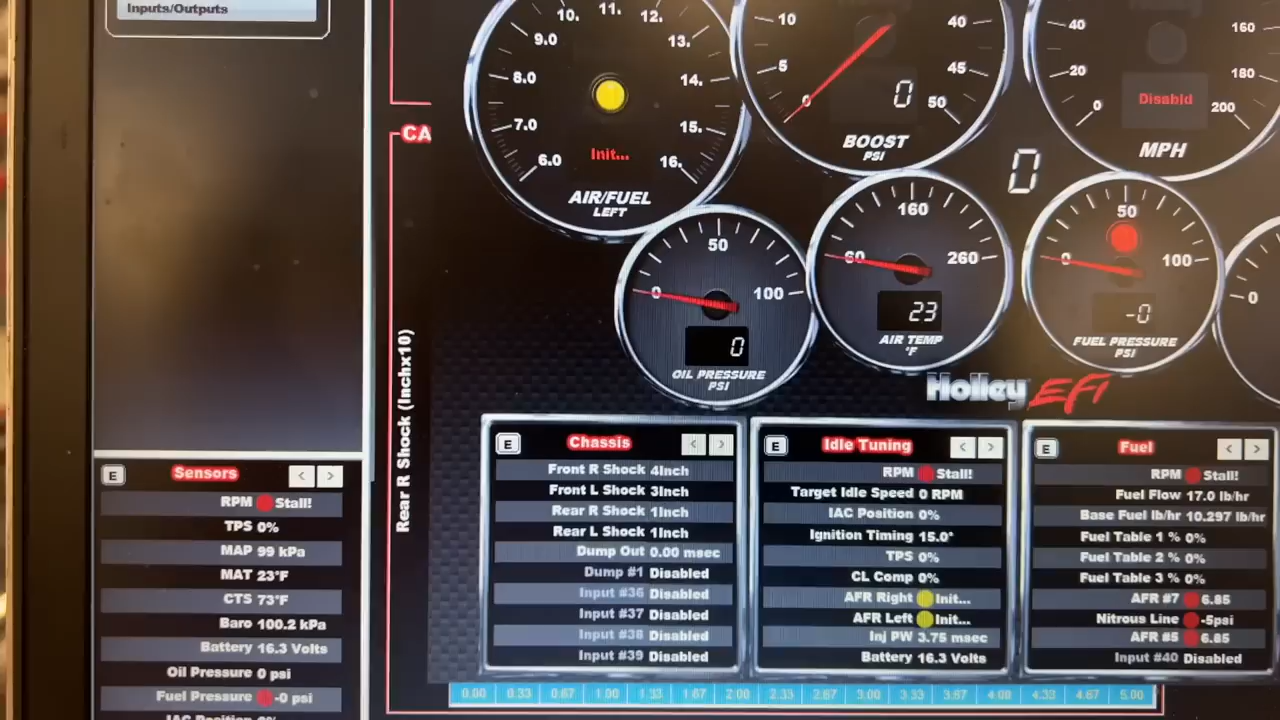 Inputs/Outputs
10. 11. 12.
9.0 13.
8.0 14.
7.0 15.
6.0 16.
Init...
AIR/FUEL
LEFT
10 40
5 45
0 0 50
BOOST
PSI
40 160
20 180
0 Disabld 200
MPH
0
CA
Rear R Shock (Inchx10)
50
0 100
0
OIL PRESSURE
PSI
160
60 260
23
AIR TEMP
°F
50
0 100
-0
FUEL PRESSURE
PSI
0
Holley EFI
E Sensors < >
RPM Stall!
TPS 0%
MAP 99 kPa
MAT 23°F
CTS 73°F
Baro 100.2 kPa
Battery 16.3 Volts
Oil Pressure 0 psi
Fuel Pressure -0 psi
IAC Position 0%
E Chassis < >
Front R Shock 4Inch
Front L Shock 3Inch
Rear R Shock 1Inch
Rear L Shock 1Inch
Dump Out 0.00 msec
Dump #1 Disabled
Input #36 Disabled
Input #37 Disabled
Input #38 Disabled
Input #39 Disabled
E Idle Tuning < >
RPM Stall!
Target Idle Speed 0 RPM
IAC Position 0%
Ignition Timing 15.0°
TPS 0%
CL Comp 0%
AFR Right Init...
AFR Left Init...
Inj PW 3.75 msec
Battery 16.3 Volts
E Fuel < >
RPM Stall!
Fuel Flow 17.0 lb/hr
Base Fuel lb/hr 10.297 lb/hr
Fuel Table 1 % 0%
Fuel Table 2 % 0%
Fuel Table 3 % 0%
AFR #7 6.85
Nitrous Line -5psi
AFR #5 6.85
Input #40 Disabled
0.00 0.33 0.67 1.00 1.33 1.67 2.00 2.33 2.67 3.00 3.33 3.67 4.00 4.33 4.67 5.00